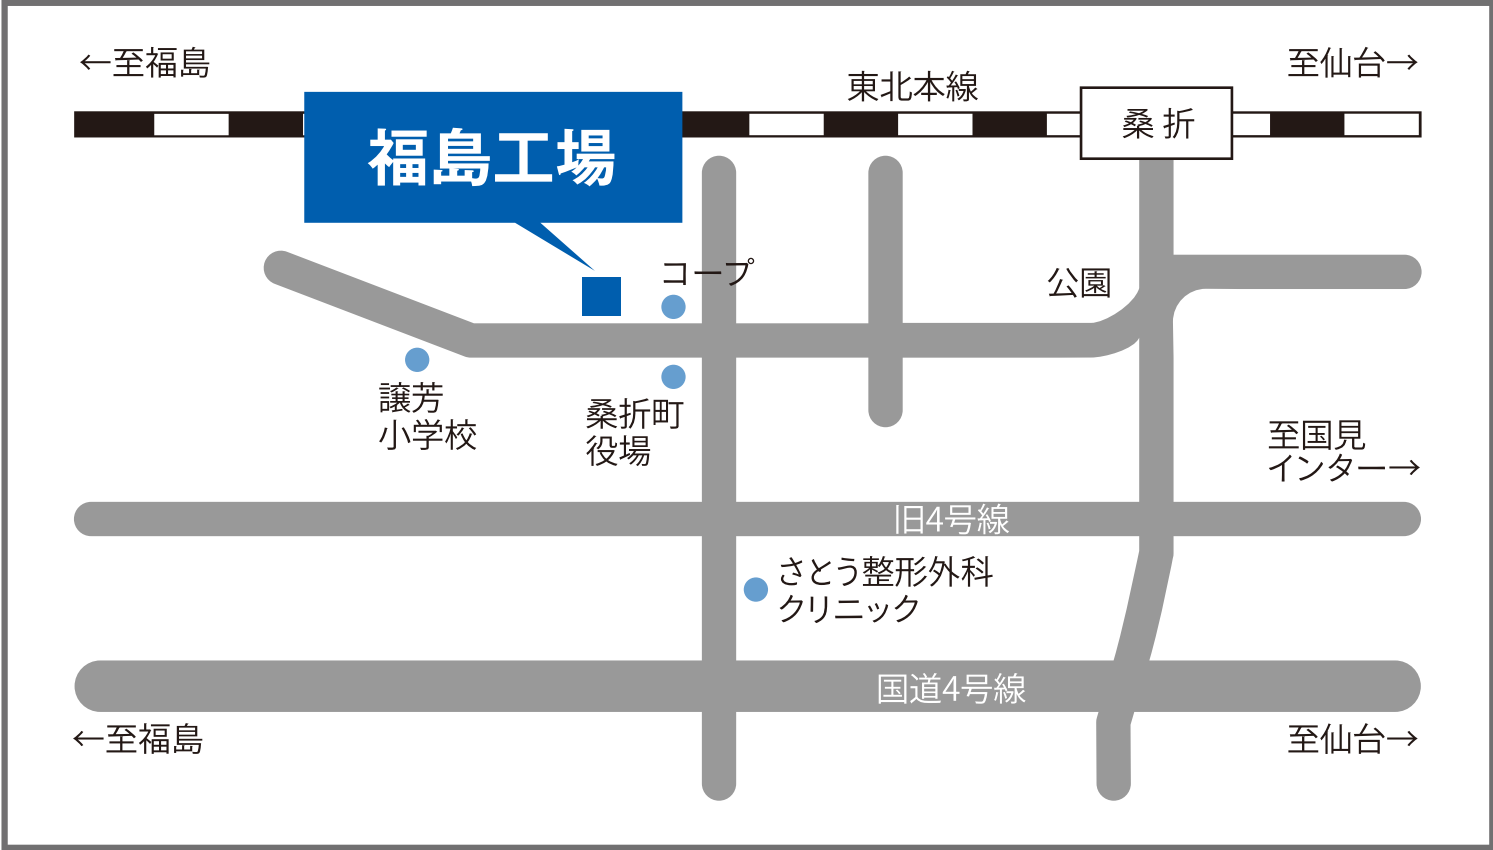 ←至福島
至仙台→
東北本線
桑 折
福島工場
コープ
公園
譲芳
小学校
桑折町
役場
至国見
インター→
旧4号線
さとう整形外科
クリニック
国道4号線
←至福島
至仙台→